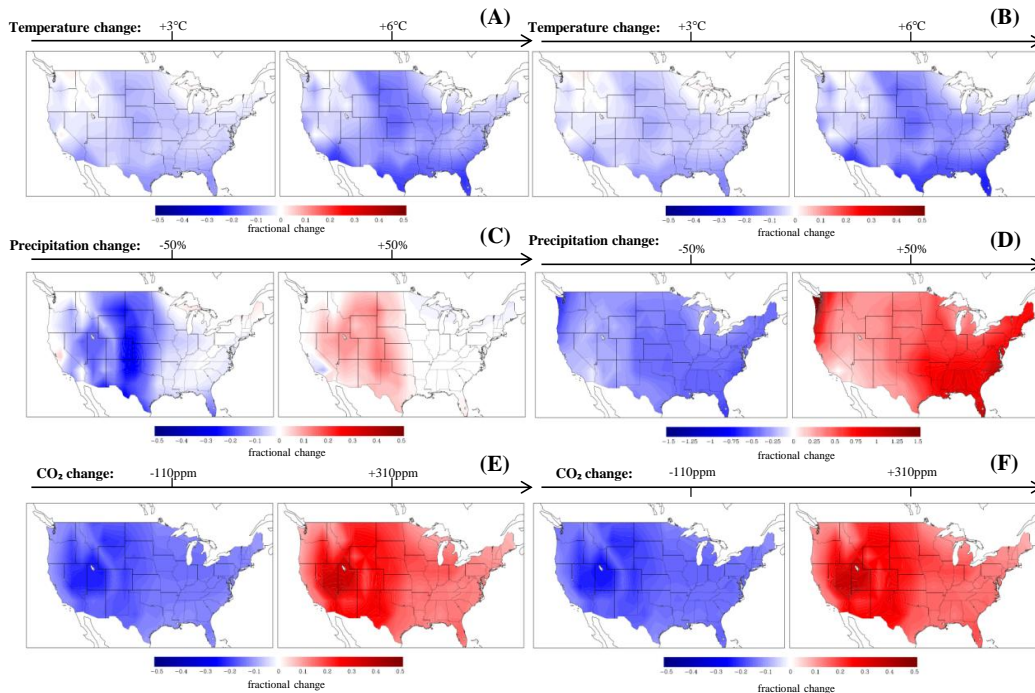 (A) (B)
Temperature change: +3°C +6°C Temperature change: +3°C +6°C
-0.5 -0.4 -0.3 -0.2 -0.1 0 0.1 0.2 0.3 0.4 0.5 -0.5 -0.4 -0.3 -0.2 -0.1 0 0.1 0.2 0.3 0.4 0.5
fractional change fractional change
(C) (D)
Precipitation change: -50% +50% Precipitation change: -50% +50%
-0.5 -0.4 -0.3 -0.2 -0.1 0 0.1 0.2 0.3 0.4 0.5 -1.5 -1.25 -1 -0.75 -0.5 -0.25 0 0.25 0.5 0.75 1 1.25 1.5
fractional change fractional change
(E) (F)
CO₂ change: -110ppm +310ppm CO₂ change: -110ppm +310ppm
-0.5 -0.4 -0.3 -0.2 -0.1 0 0.1 0.2 0.3 0.4 0.5 -0.5 -0.4 -0.3 -0.2 -0.1 0 0.1 0.2 0.3 0.4 0.5
fractional change fractional change